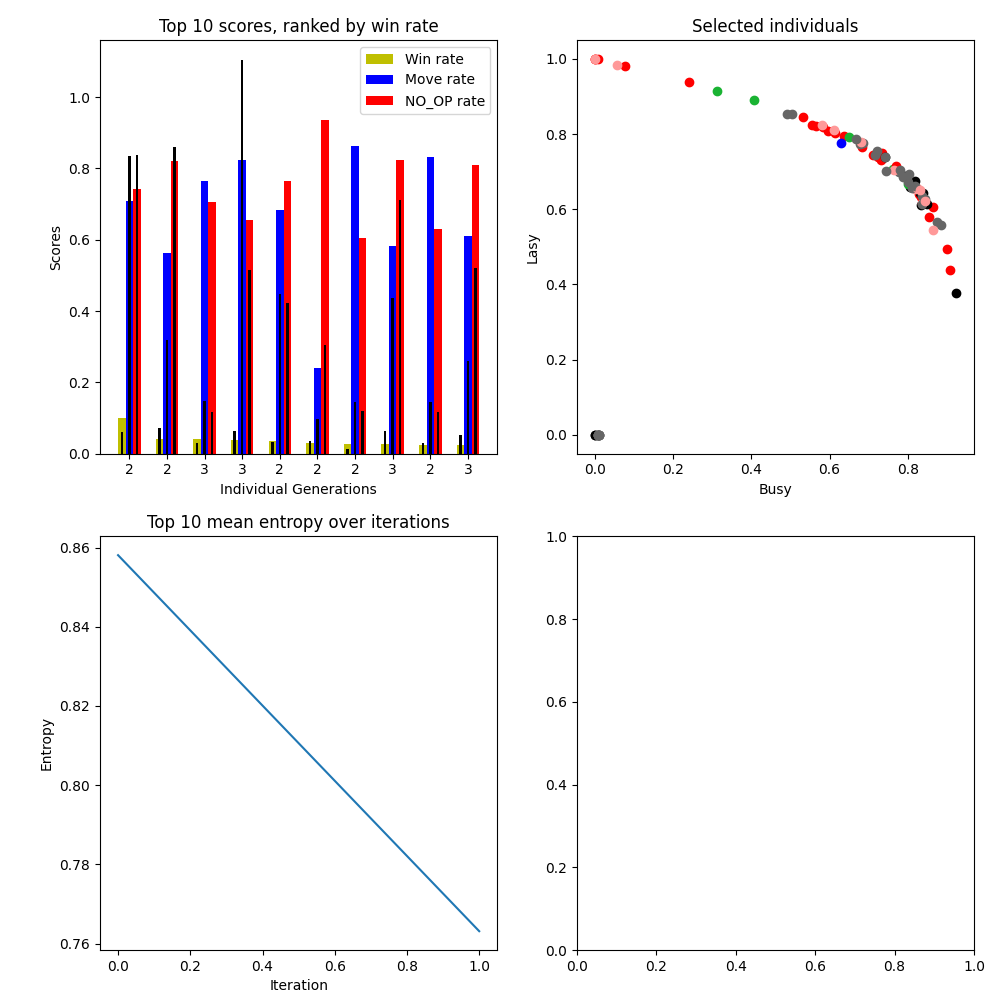 Top 10 scores, ranked by win rate
Win rate
Move rate
NO_OP rate
Scores
1.0
0.8
0.6
0.4
0.2
0.0
2 2 3 3 2 2 2 3 2 3
Individual Generations
Selected individuals
Lasy
1.0
0.8
0.6
0.4
0.2
0.0
0.0 0.2 0.4 0.6 0.8
Busy
Top 10 mean entropy over iterations
Entropy
0.86
0.84
0.82
0.80
0.78
0.76
0.0 0.2 0.4 0.6 0.8 1.0
Iteration
1.0
0.8
0.6
0.4
0.2
0.0
0.0 0.2 0.4 0.6 0.8 1.0